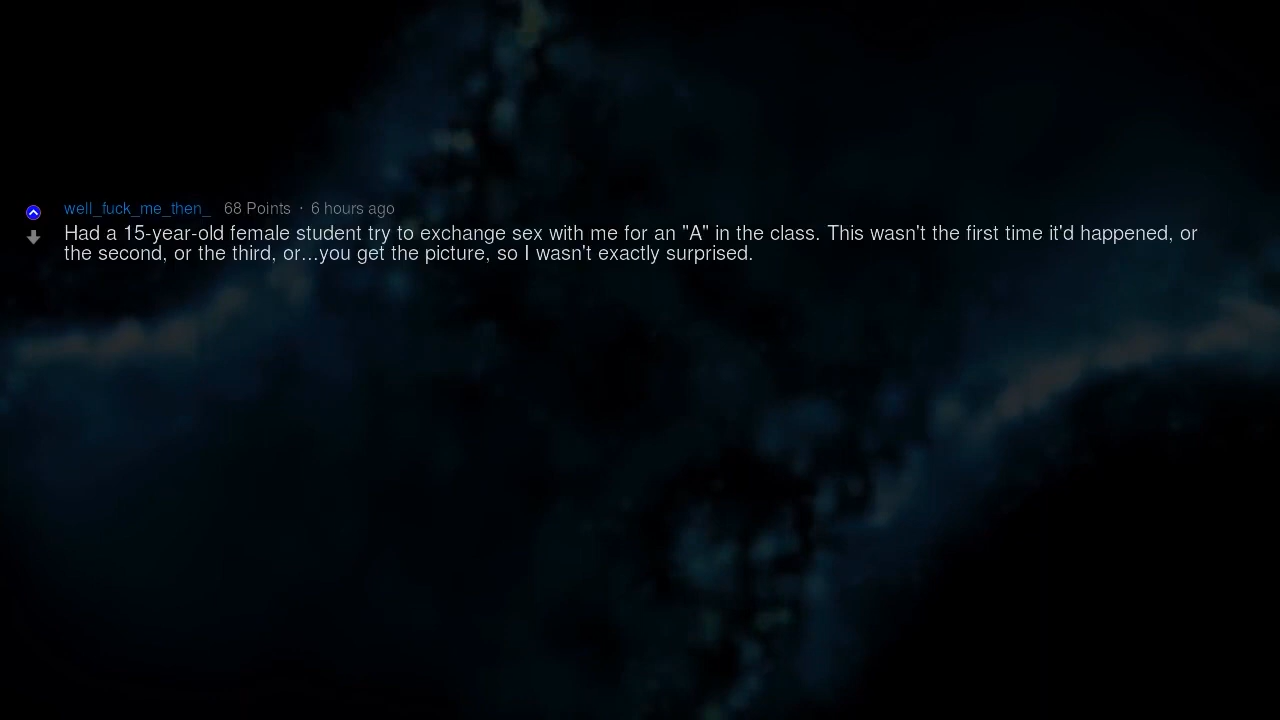 well_fuck_me_then_ 68 Points · 6 hours ago
Had a 15-year-old female student try to exchange sex with me for an "A" in the class. This wasn't the first time it'd happened, or
the second, or the third, or...you get the picture, so I wasn't exactly surprised.